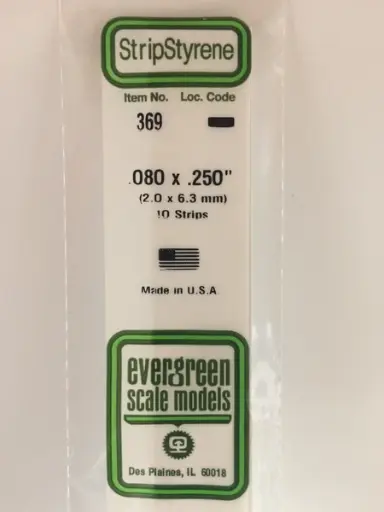 StripStyrene
Item No. Loc. Code
369
.080 x .250"
(2.0 x 6.3 mm)
10 Strips
Made in U.S.A
evergreen
scale models
Des Plaines, IL 60018